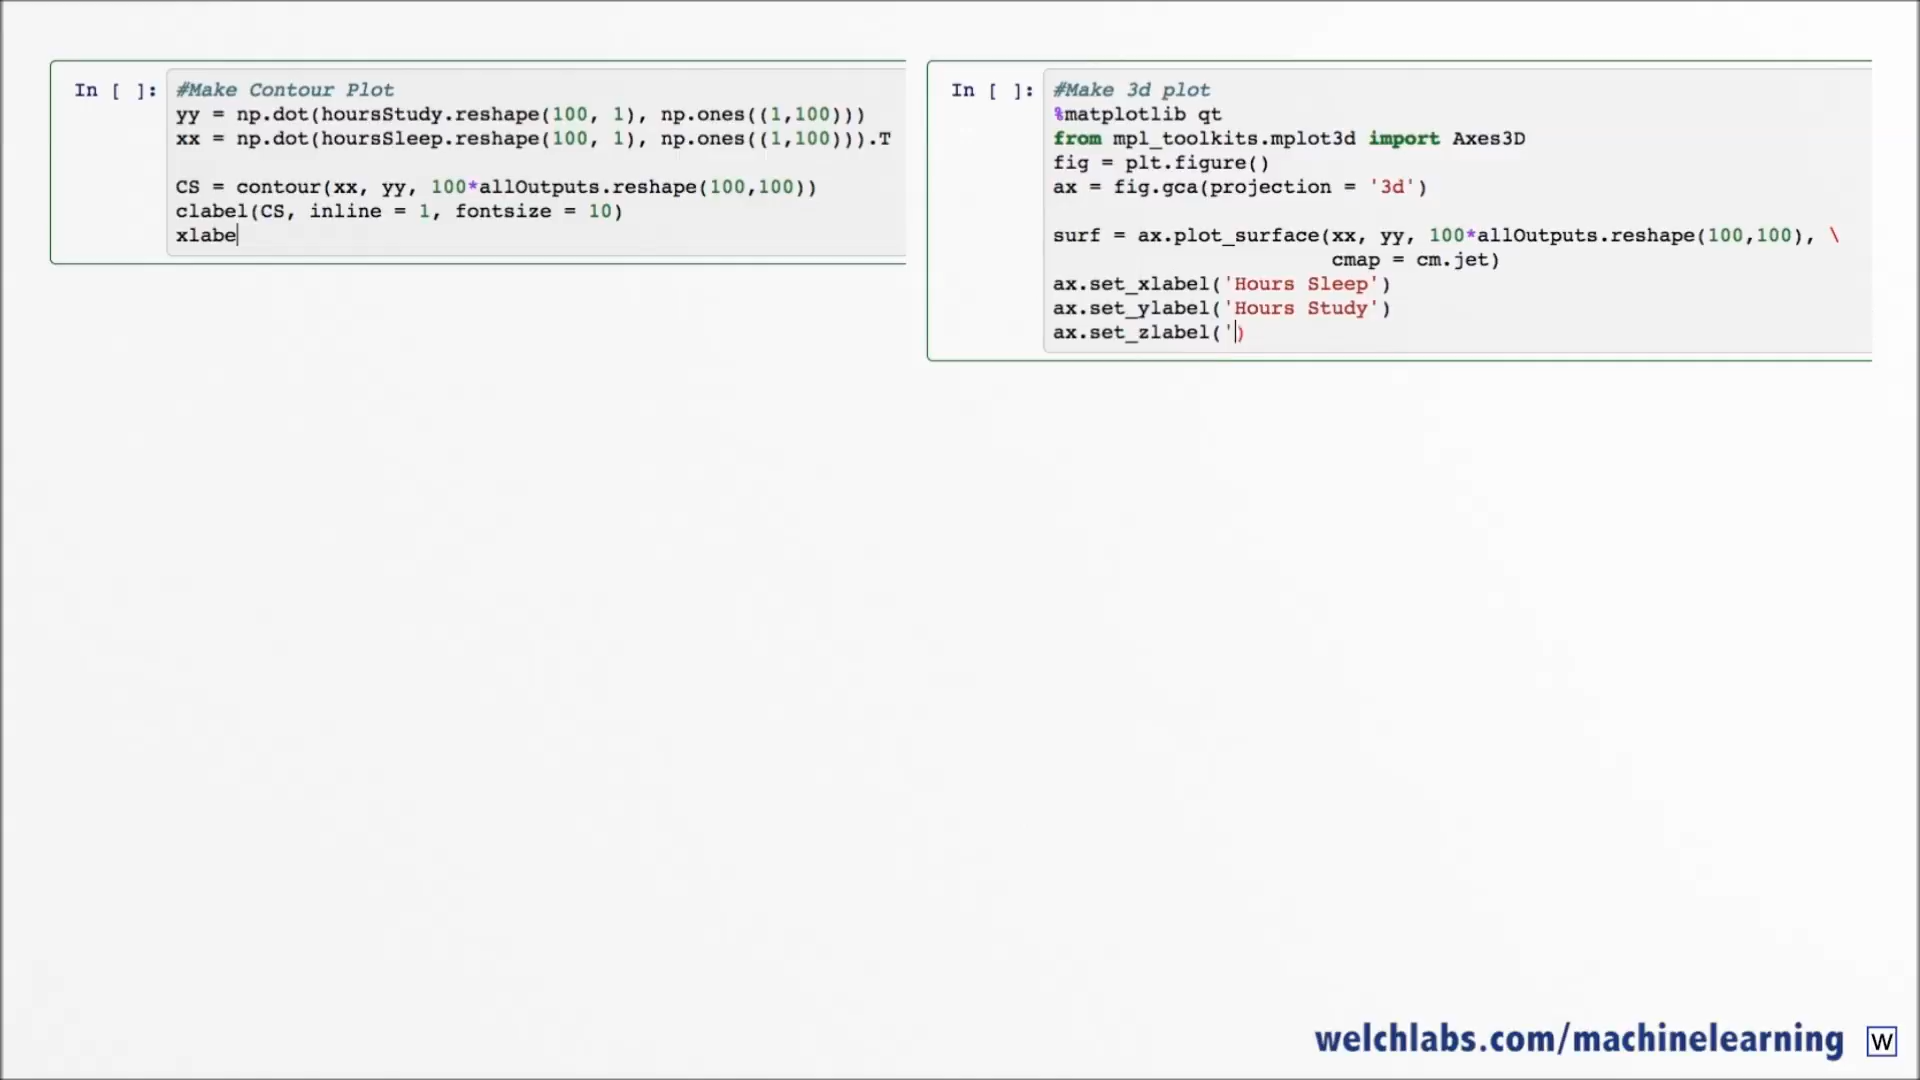 In [ ]:
#Make Contour Plot
yy = np.dot(hoursStudy.reshape(100, 1), np.ones((1,100)))
xx = np.dot(hoursSleep.reshape(100, 1), np.ones((1,100))).T
CS = contour(xx, yy, 100*allOutputs.reshape(100,100))
clabel(CS, inline = 1, fontsize = 10)
xlabe
In [ ]:
#Make 3d plot
%matplotlib qt
from mpl_toolkits.mplot3d import Axes3D
fig = plt.figure()
ax = fig.gca(projection = '3d')
surf = ax.plot_surface(xx, yy, 100*allOutputs.reshape(100,100), \
cmap = cm.jet)
ax.set_xlabel('Hours Sleep')
ax.set_ylabel('Hours Study')
ax.set_zlabel(')
welchlabs.com/machinelearning
W